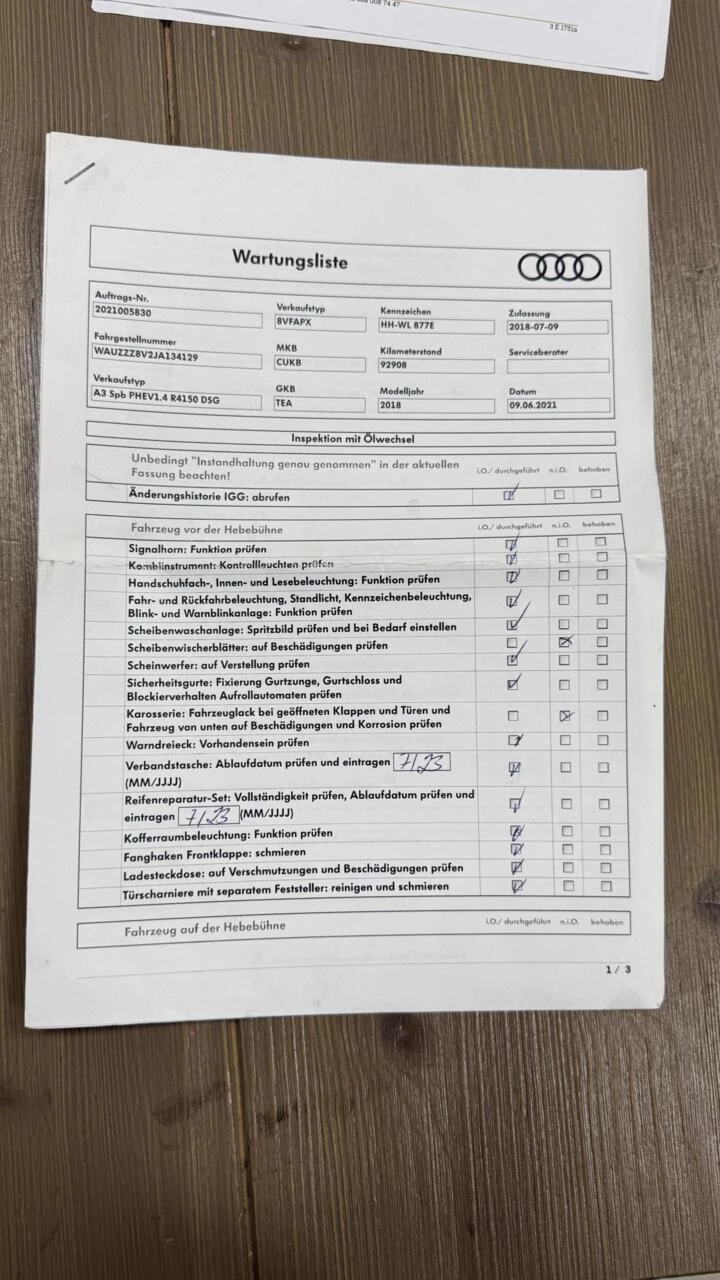 008 74 47
3 E 1751a
Wartungsliste
Auftrags-Nr.
2021005830
Verkaufstyp
8VFAPX
Kennzeichen
HH-WL 877E
Zulassung
2018-07-09
Fahrgestellnummer
WAUZZZ8V2JA134129
MKB
CUKB
Kilometerstand
92908
Serviceberater
Verkaufstyp
A3 Spb PHEV1.4 R4150 DSG
GKB
TEA
Modelljahr
2018
Datum
09.06.2021
Inspektion mit Ölwechsel
Unbedingt "Instandhaltung genau genommen" in der aktuellen
Fassung beachten!
i.O./ durchgeführt n.i.O. behoben
Änderungshistorie IGG: abrufen
Fahrzeug vor der Hebebühne i.O./ durchgeführt n.i.O. behoben
Signalhorn: Funktion prüfen
Kombiinstrument: Kontrollleuchten prüfen
Handschuhfach-, Innen- und Lesebeleuchtung: Funktion prüfen
Fahr- und Rückfahrbeleuchtung, Standlicht, Kennzeichenbeleuchtung,
Blink- und Warnblinkanlage: Funktion prüfen
Scheibenwaschanlage: Spritzbild prüfen und bei Bedarf einstellen
Scheibenwischerblätter: auf Beschädigungen prüfen
Scheinwerfer: auf Verstellung prüfen
Sicherheitsgurte: Fixierung Gurtzunge, Gurtschloss und
Blockierverhalten Aufrollautomaten prüfen
Karosserie: Fahrzeuglack bei geöffneten Klappen und Türen und
Fahrzeug von unten auf Beschädigungen und Korrosion prüfen
Warndreieck: Vorhandensein prüfen
Verbandstasche: Ablaufdatum prüfen und eintragen 7/23
(MM/JJJJ)
Reifenreparatur-Set: Vollständigkeit prüfen, Ablaufdatum prüfen und
eintragen 7/23 (MM/JJJJ)
Kofferraumbeleuchtung: Funktion prüfen
Fanghaken Frontklappe: schmieren
Ladesteckdose: auf Verschmutzungen und Beschädigungen prüfen
Türscharniere mit separatem Feststeller: reinigen und schmieren
Fahrzeug auf der Hebebühne i.O./ durchgeführt n.i.O. behoben
1 / 3